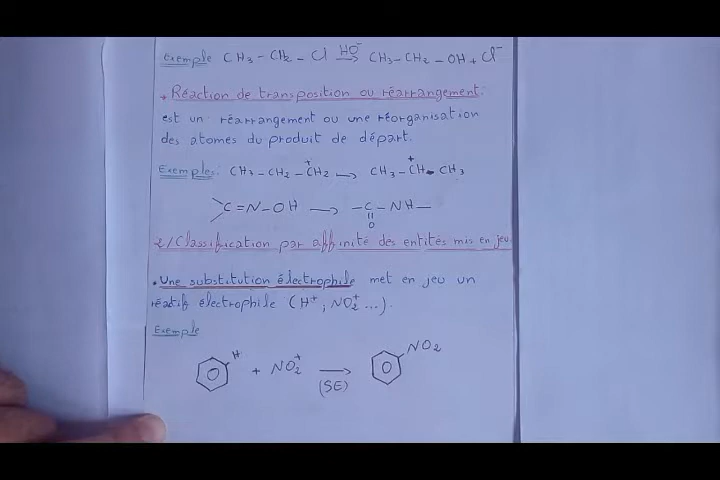 Exemple CH₃-CH₂-Cl HO⁻→ CH₃-CH₂-OH + Cl⁻
+ Réaction de transposition ou réarrangement:
est un réarrangement ou une réorganisation
des atomes du produit de départ.
Exemples: CH₃-CH₂-C⁺H₂ → CH₃-C⁺H-CH₃
>C=N-OH → -C(=O)-NH-
2/Classification par affinité des entités mis en jeu:
• Une substitution électrophile met en jeu un
réactif électrophile (H⁺, NO₂⁺...).
Exemple
H + NO₂⁺ → (SE) NO₂